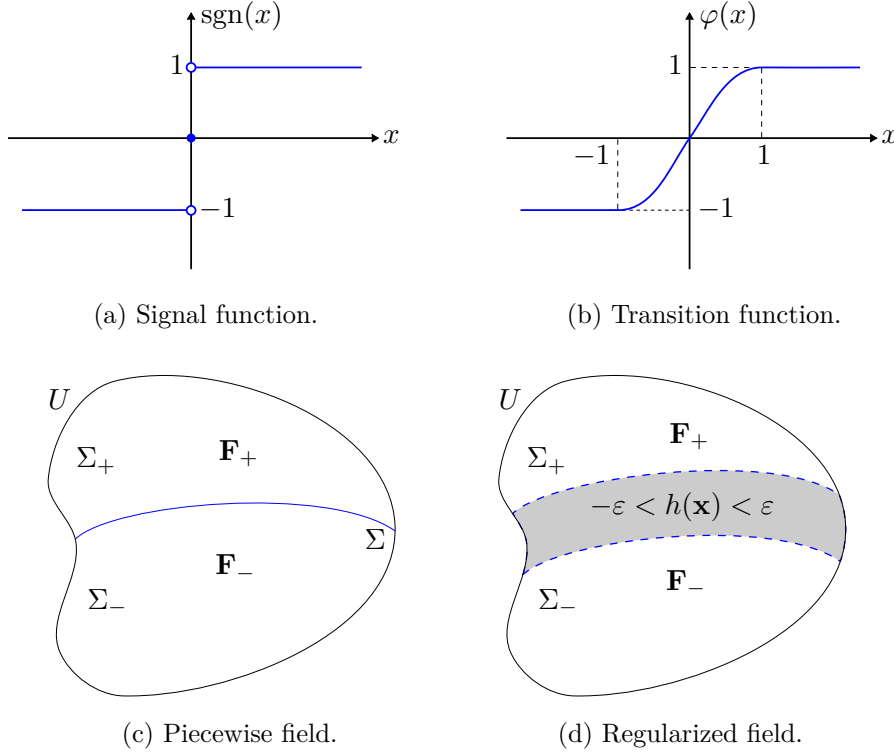 sgn(x)
1
x
−1
(a) Signal function.
φ(x)
1
x
−1
1
−1
(b) Transition function.
U
Σ₊
F₊
Σ
F₋
Σ₋
(c) Piecewise field.
U
F₊
Σ₊
−ε < h(x) < ε
F₋
Σ₋
(d) Regularized field.